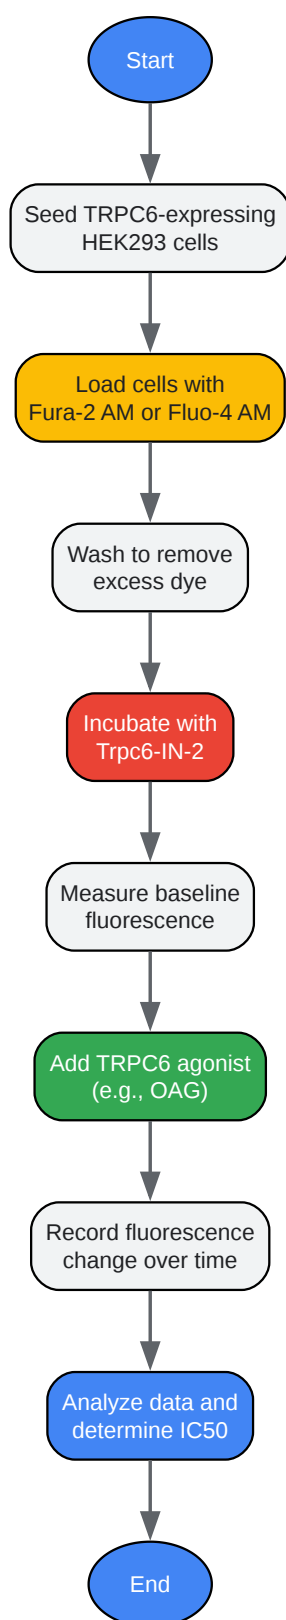 Start
Seed TRPC6-expressing
HEK293 cells
Load cells with
Fura-2 AM or Fluo-4 AM
Wash to remove
excess dye
Incubate with
Trpc6-IN-2
Measure baseline
fluorescence
Add TRPC6 agonist
(e.g., OAG)
Record fluorescence
change over time
Analyze data and
determine IC50
End